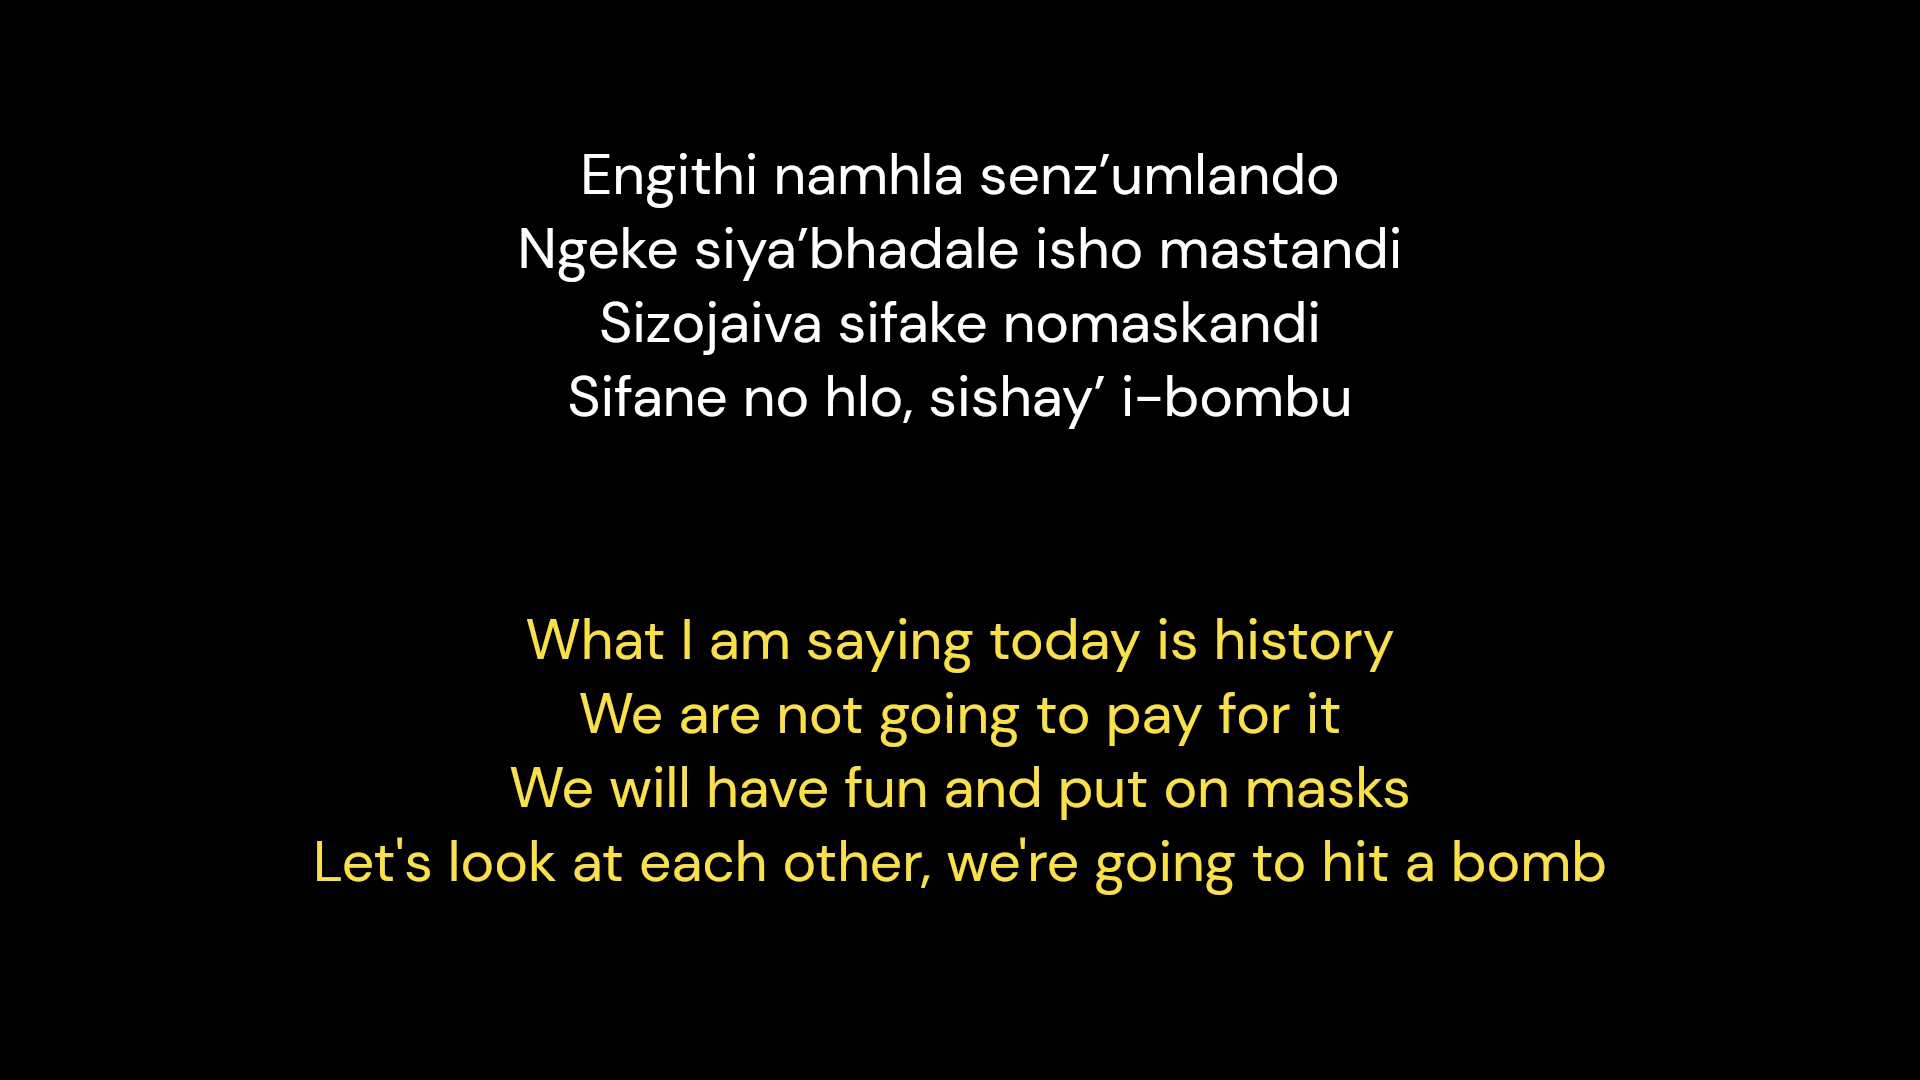 Engithi namhla senz’umlando
Ngeke siya’bhadale isho mastandi
Sizojaiva sifake nomaskandi
Sifane no hlo, sishay’ i-bombu
What I am saying today is history
We are not going to pay for it
We will have fun and put on masks
Let's look at each other, we're going to hit a bomb